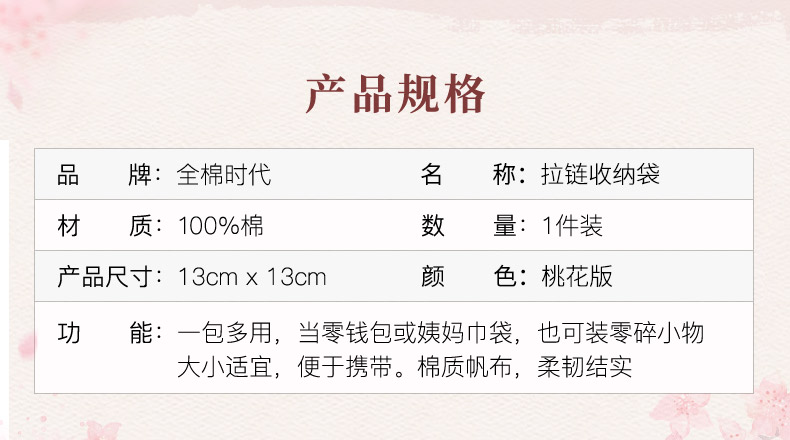 产品规格
品 牌：全棉时代 名 称：拉链收纳袋
材 质：100%棉 数 量：1件装
产品尺寸：13cm x 13cm 颜 色：桃花版
功 能：一包多用，当零钱包或姨妈巾袋，也可装零碎小物
大小适宜，便于携带。棉质帆布，柔韧结实